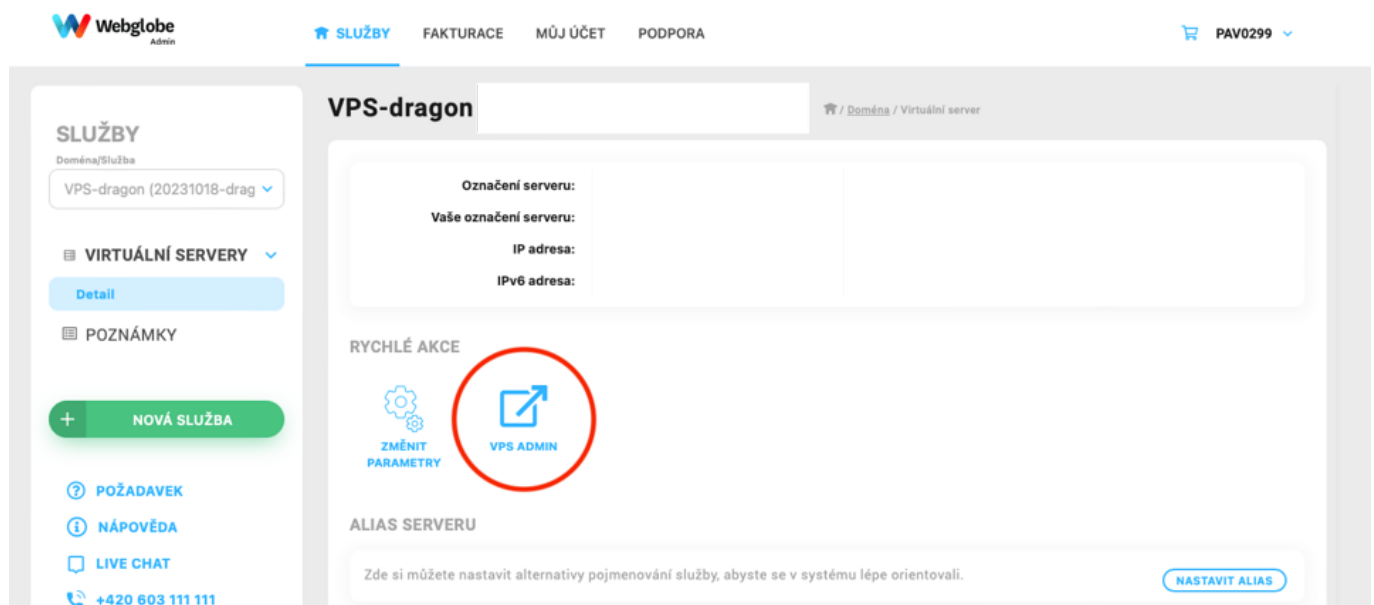 Webglobe
Admin
SLUŽBY
FAKTURACE
MŮJ ÚČET
PODPORA
PAV0299
SLUŽBY
Doména/Služba
VPS-dragon (20231018-drag
VIRTUÁLNÍ SERVERY
Detail
POZNÁMKY
+ NOVÁ SLUŽBA
POŽADAVEK
NÁPOVĚDA
LIVE CHAT
+420 603 111 111
VPS-dragon
/ Doména / Virtuální server
Označení serveru:
Vaše označení serveru:
IP adresa:
IPv6 adresa:
RYCHLÉ AKCE
ZMĚNIT
PARAMETRY
VPS ADMIN
ALIAS SERVERU
Zde si můžete nastavit alternativy pojmenování služby, abyste se v systému lépe orientovali.
NASTAVIT ALIAS